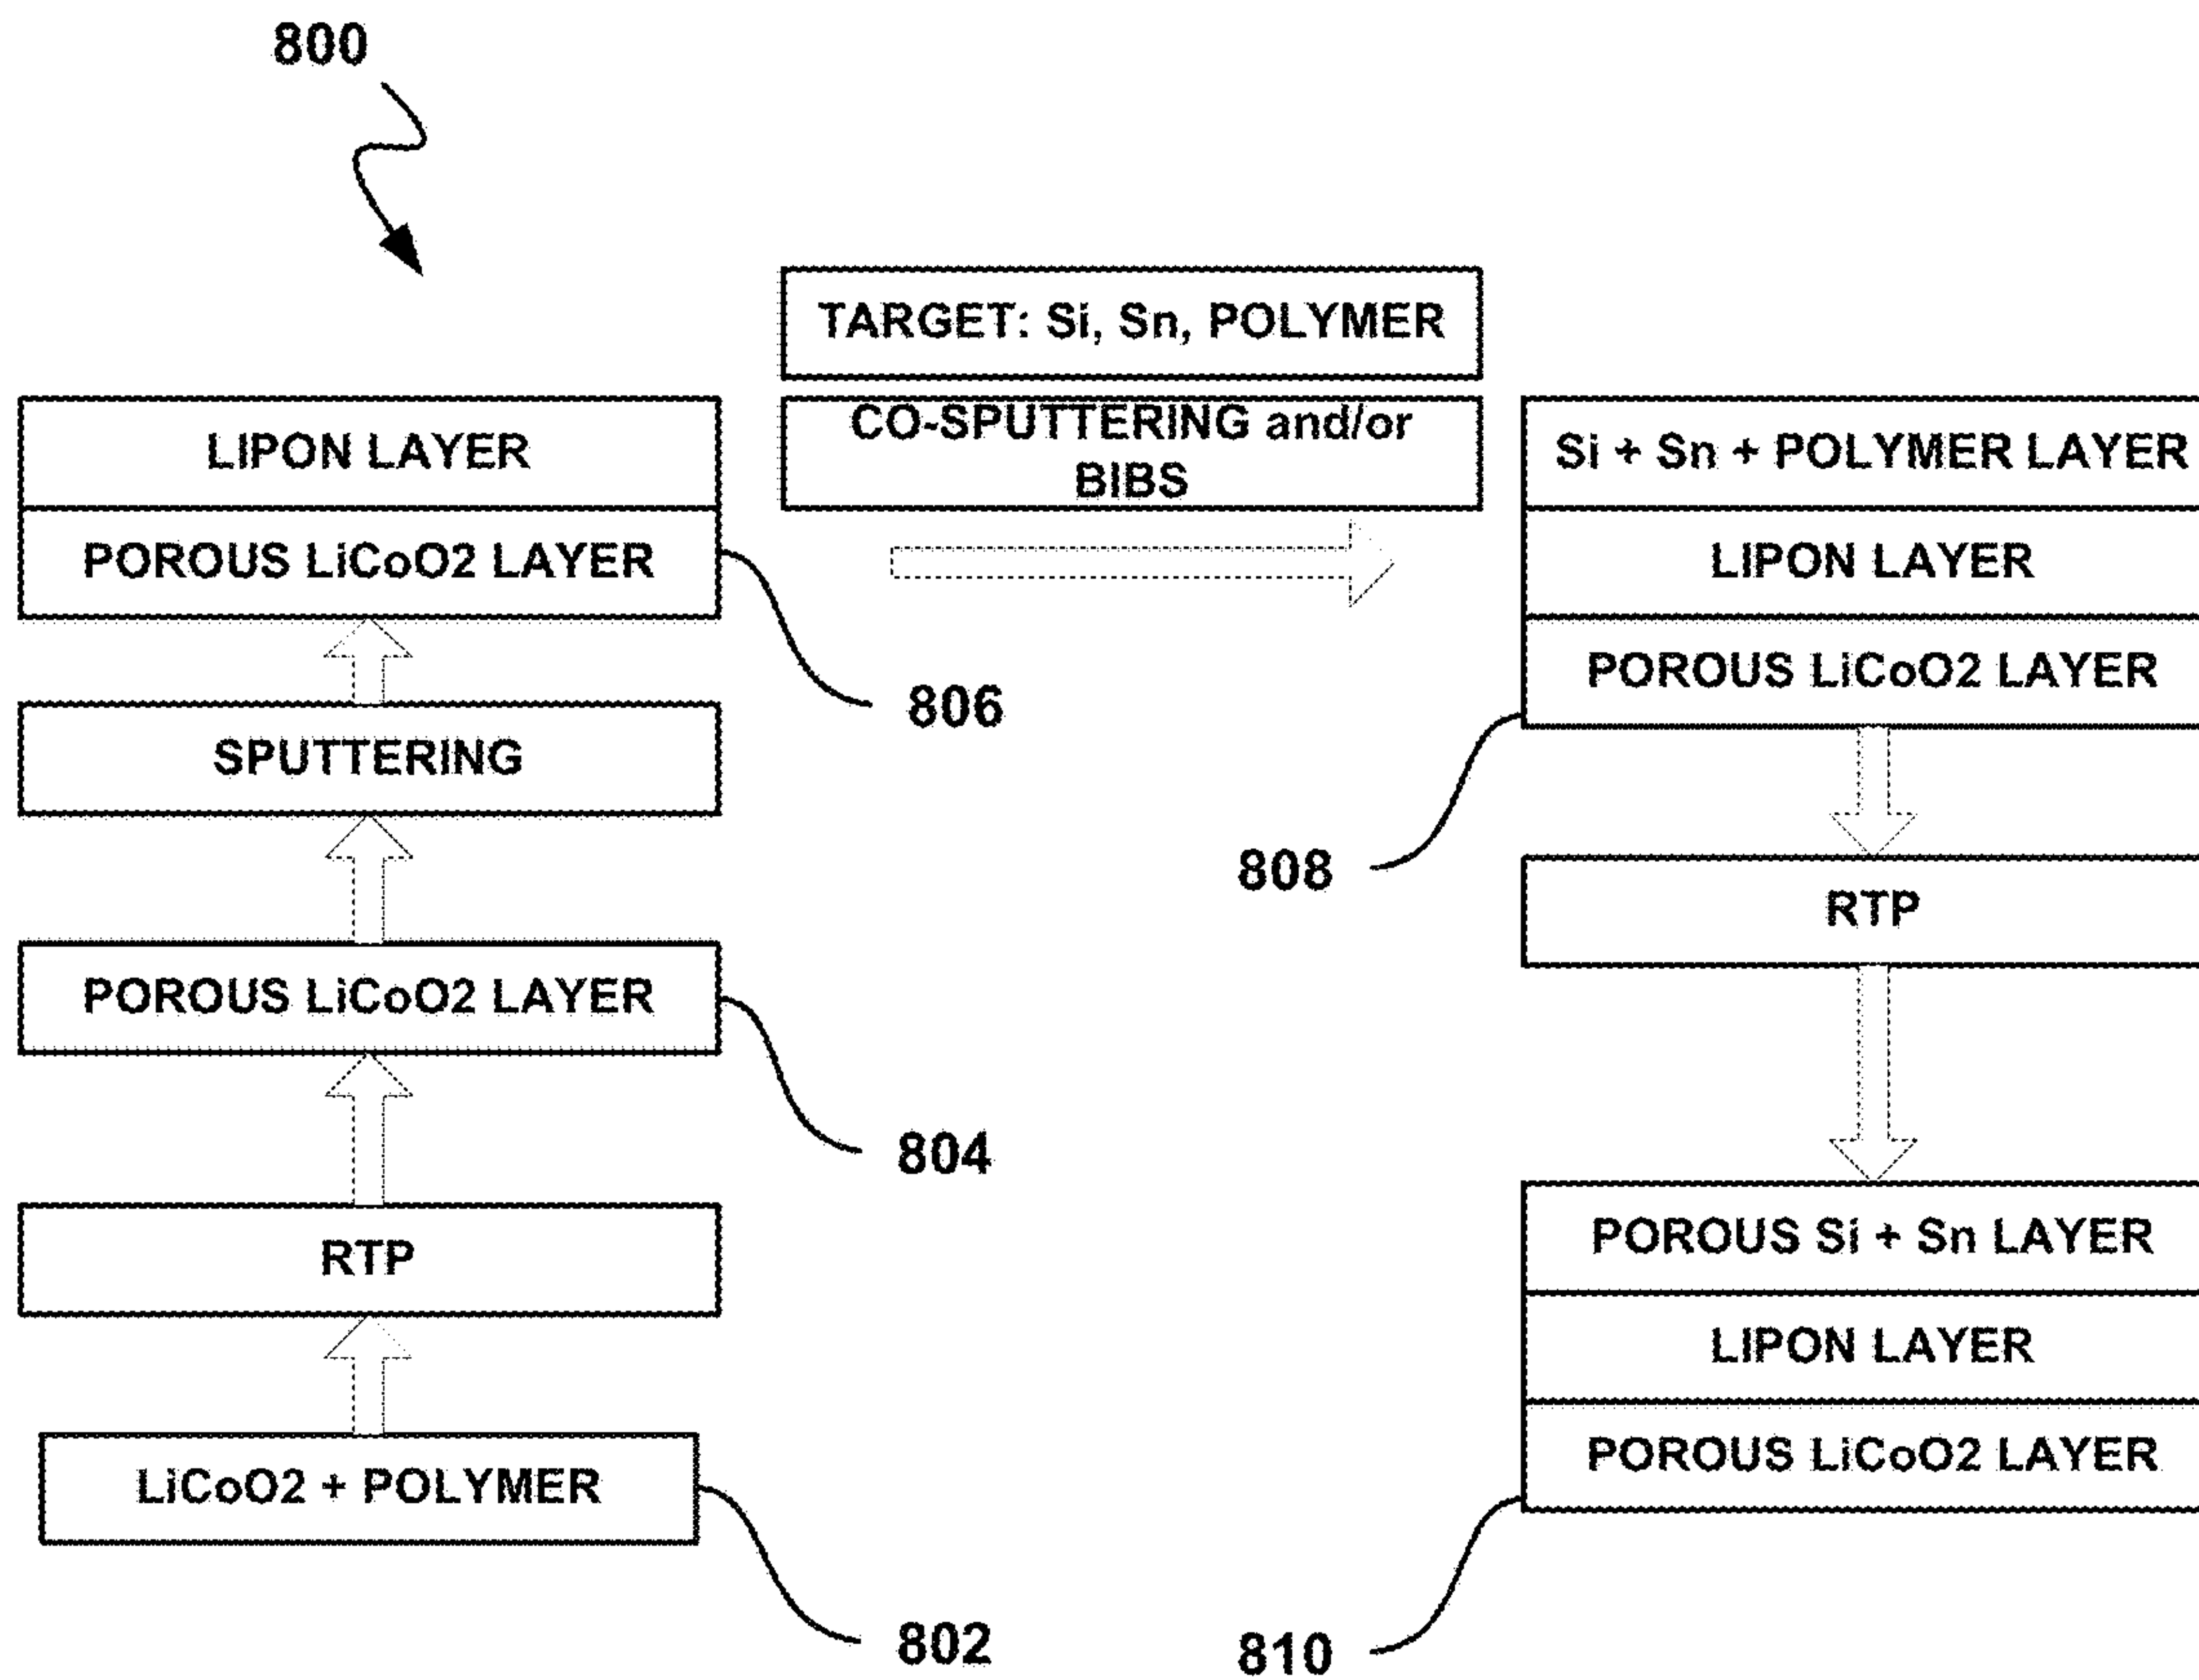 800
TARGET: Si, Sn, POLYMER
CO-SPUTTERING and/or
BIBS
LIPON LAYER
POROUS LiCoO2 LAYER
806
SPUTTERING
POROUS LiCoO2 LAYER
804
RTP
LiCoO2 + POLYMER
802
Si + Sn + POLYMER LAYER
LIPON LAYER
POROUS LiCoO2 LAYER
808
RTP
POROUS Si + Sn LAYER
LIPON LAYER
POROUS LiCoO2 LAYER
810